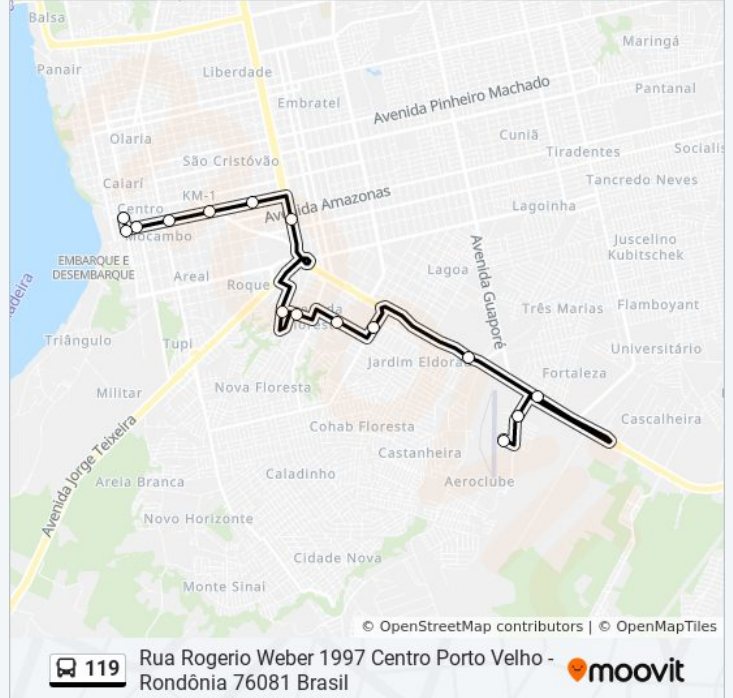 Balsa
Maringá
Panair
Liberdade
Pantanal
Embratel
Avenida Pinheiro Machado
Olaria
Cuniã
Tiradentes
Socialis
São Cristóvão
Caiarí
KM-1
Tancredo Neves
Centro
Avenida Amazonas
Lagoinha
Mocambo
Juscelino
Kubitschek
EMBARQUE E
DESEMBARQUE
Areal
Roque
Lagoa
Avenida Guaporé
adeira
Três Marias
Flamboyant
Triângulo
Tupi
Universitário
Jardim Eldora
Fortaleza
Militar
Nova Floresta
Cascalheira
Cohab Floresta
Castanheira
Avenida Jorge Teixeira
Areia Branca
Caladinho
Aeroclube
Novo Horizonte
Cidade Nova
Monte Sinai
© OpenStreetMap contributors | © OpenMapTiles
119
Rua Rogerio Weber 1997 Centro Porto Velho -
Rondônia 76081 Brasil
moovit